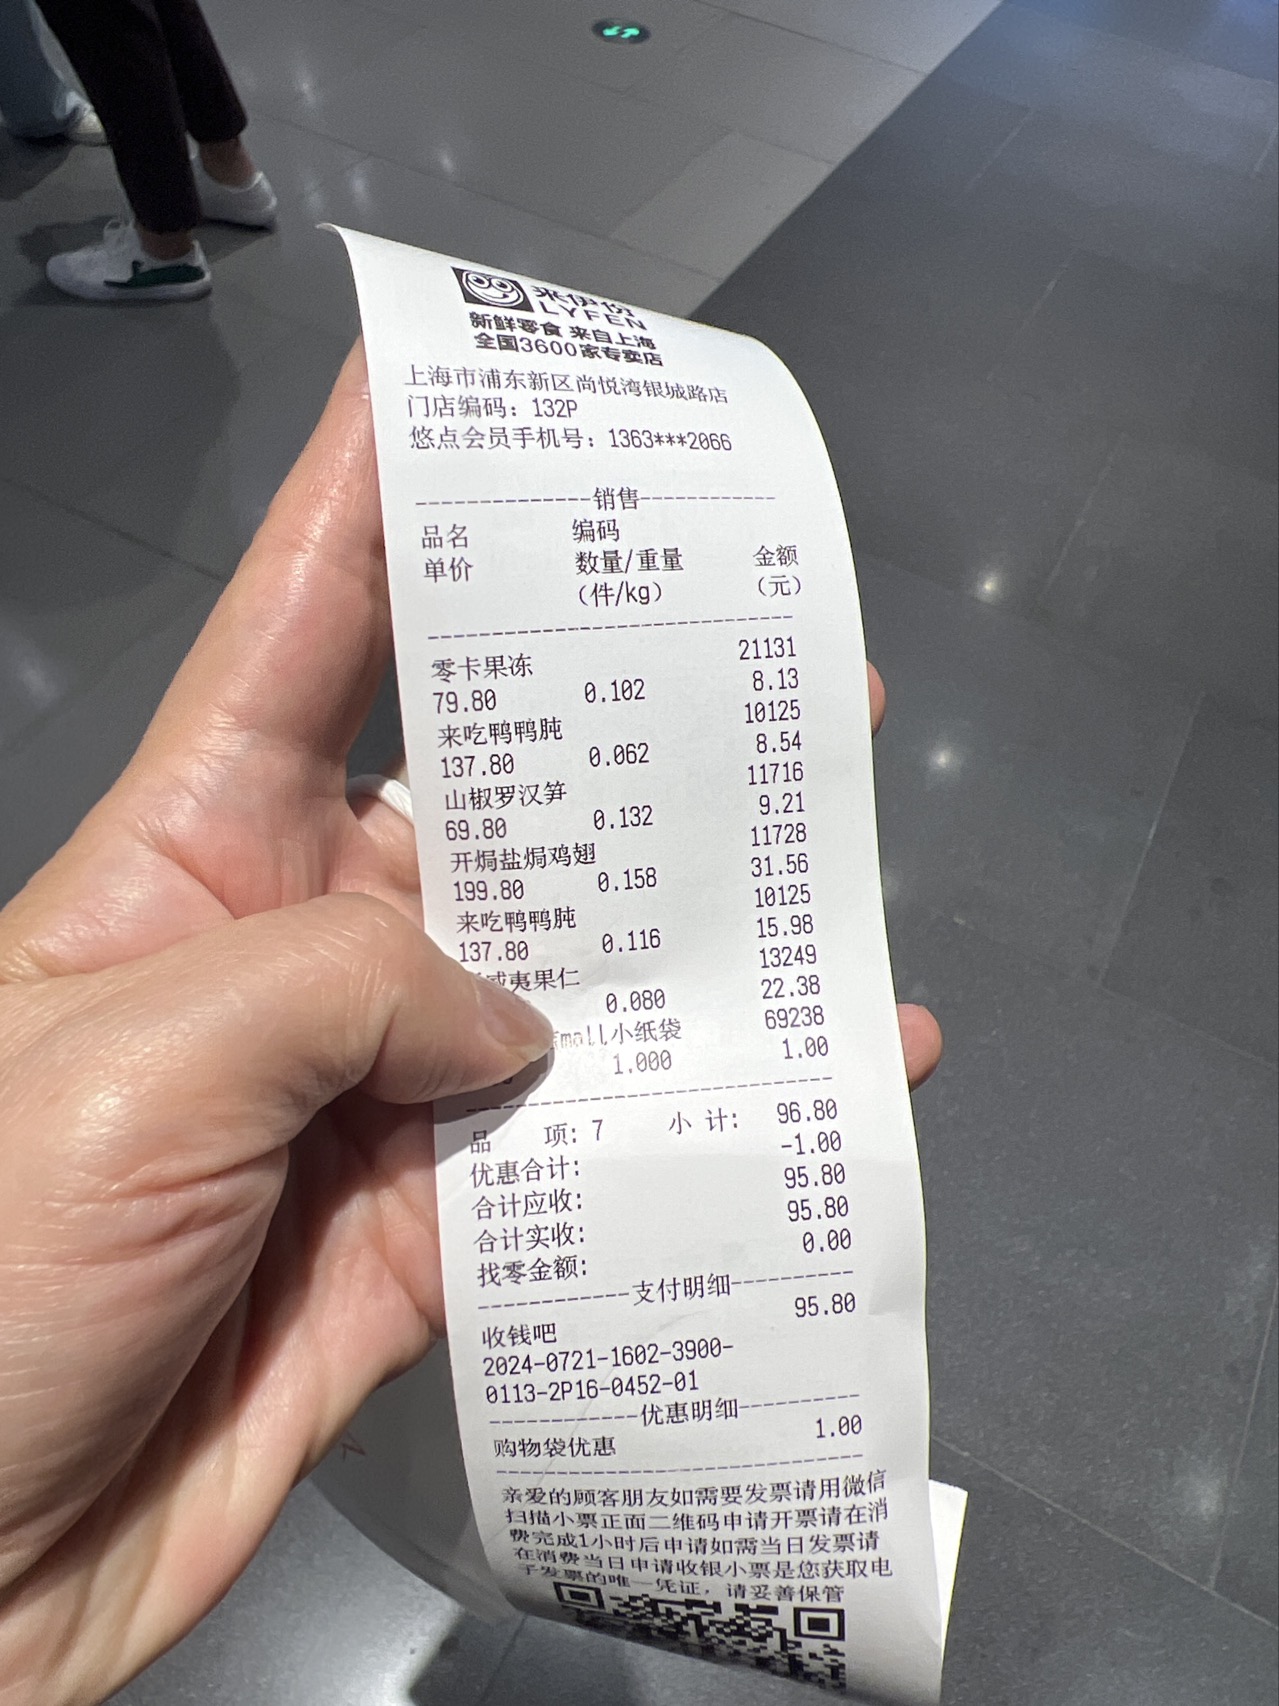 来伊份
LYFEN
新鲜零食 来自上海
全国3600家专卖店
上海市浦东新区尚悦湾银城路店
门店编码：132P
悠点会员手机号：1363***2066
--------------销售------------
品名 编码
单价 数量/重量 金额
（件/kg） （元）
零卡果冻 21131
79.80 0.102 8.13
来吃鸭鸭肫 10125
137.80 0.062 8.54
山椒罗汉笋 11716
69.80 0.132 9.21
开焗盐焗鸡翅 11728
199.80 0.158 31.56
来吃鸭鸭肫 10125
137.80 0.116 15.98
威夷果仁 13249
0.080 22.38
mall小纸袋 69238
1.000 1.00
品 项: 7 小 计: 96.80
优惠合计: -1.00
合计应收: 95.80
合计实收: 95.80
找零金额: 0.00
------------支付明细----------
收钱吧 95.80
2024-0721-1602-3900-
0113-2P16-0452-01
------------优惠明细----------
购物袋优惠 1.00
亲爱的顾客朋友如需要发票请用微信
扫描小票正面二维码申请开票请在消
费完成1小时后申请如需当日发票请
在消费当日申请收银小票是您获取电
子发票的唯一凭证，请妥善保管